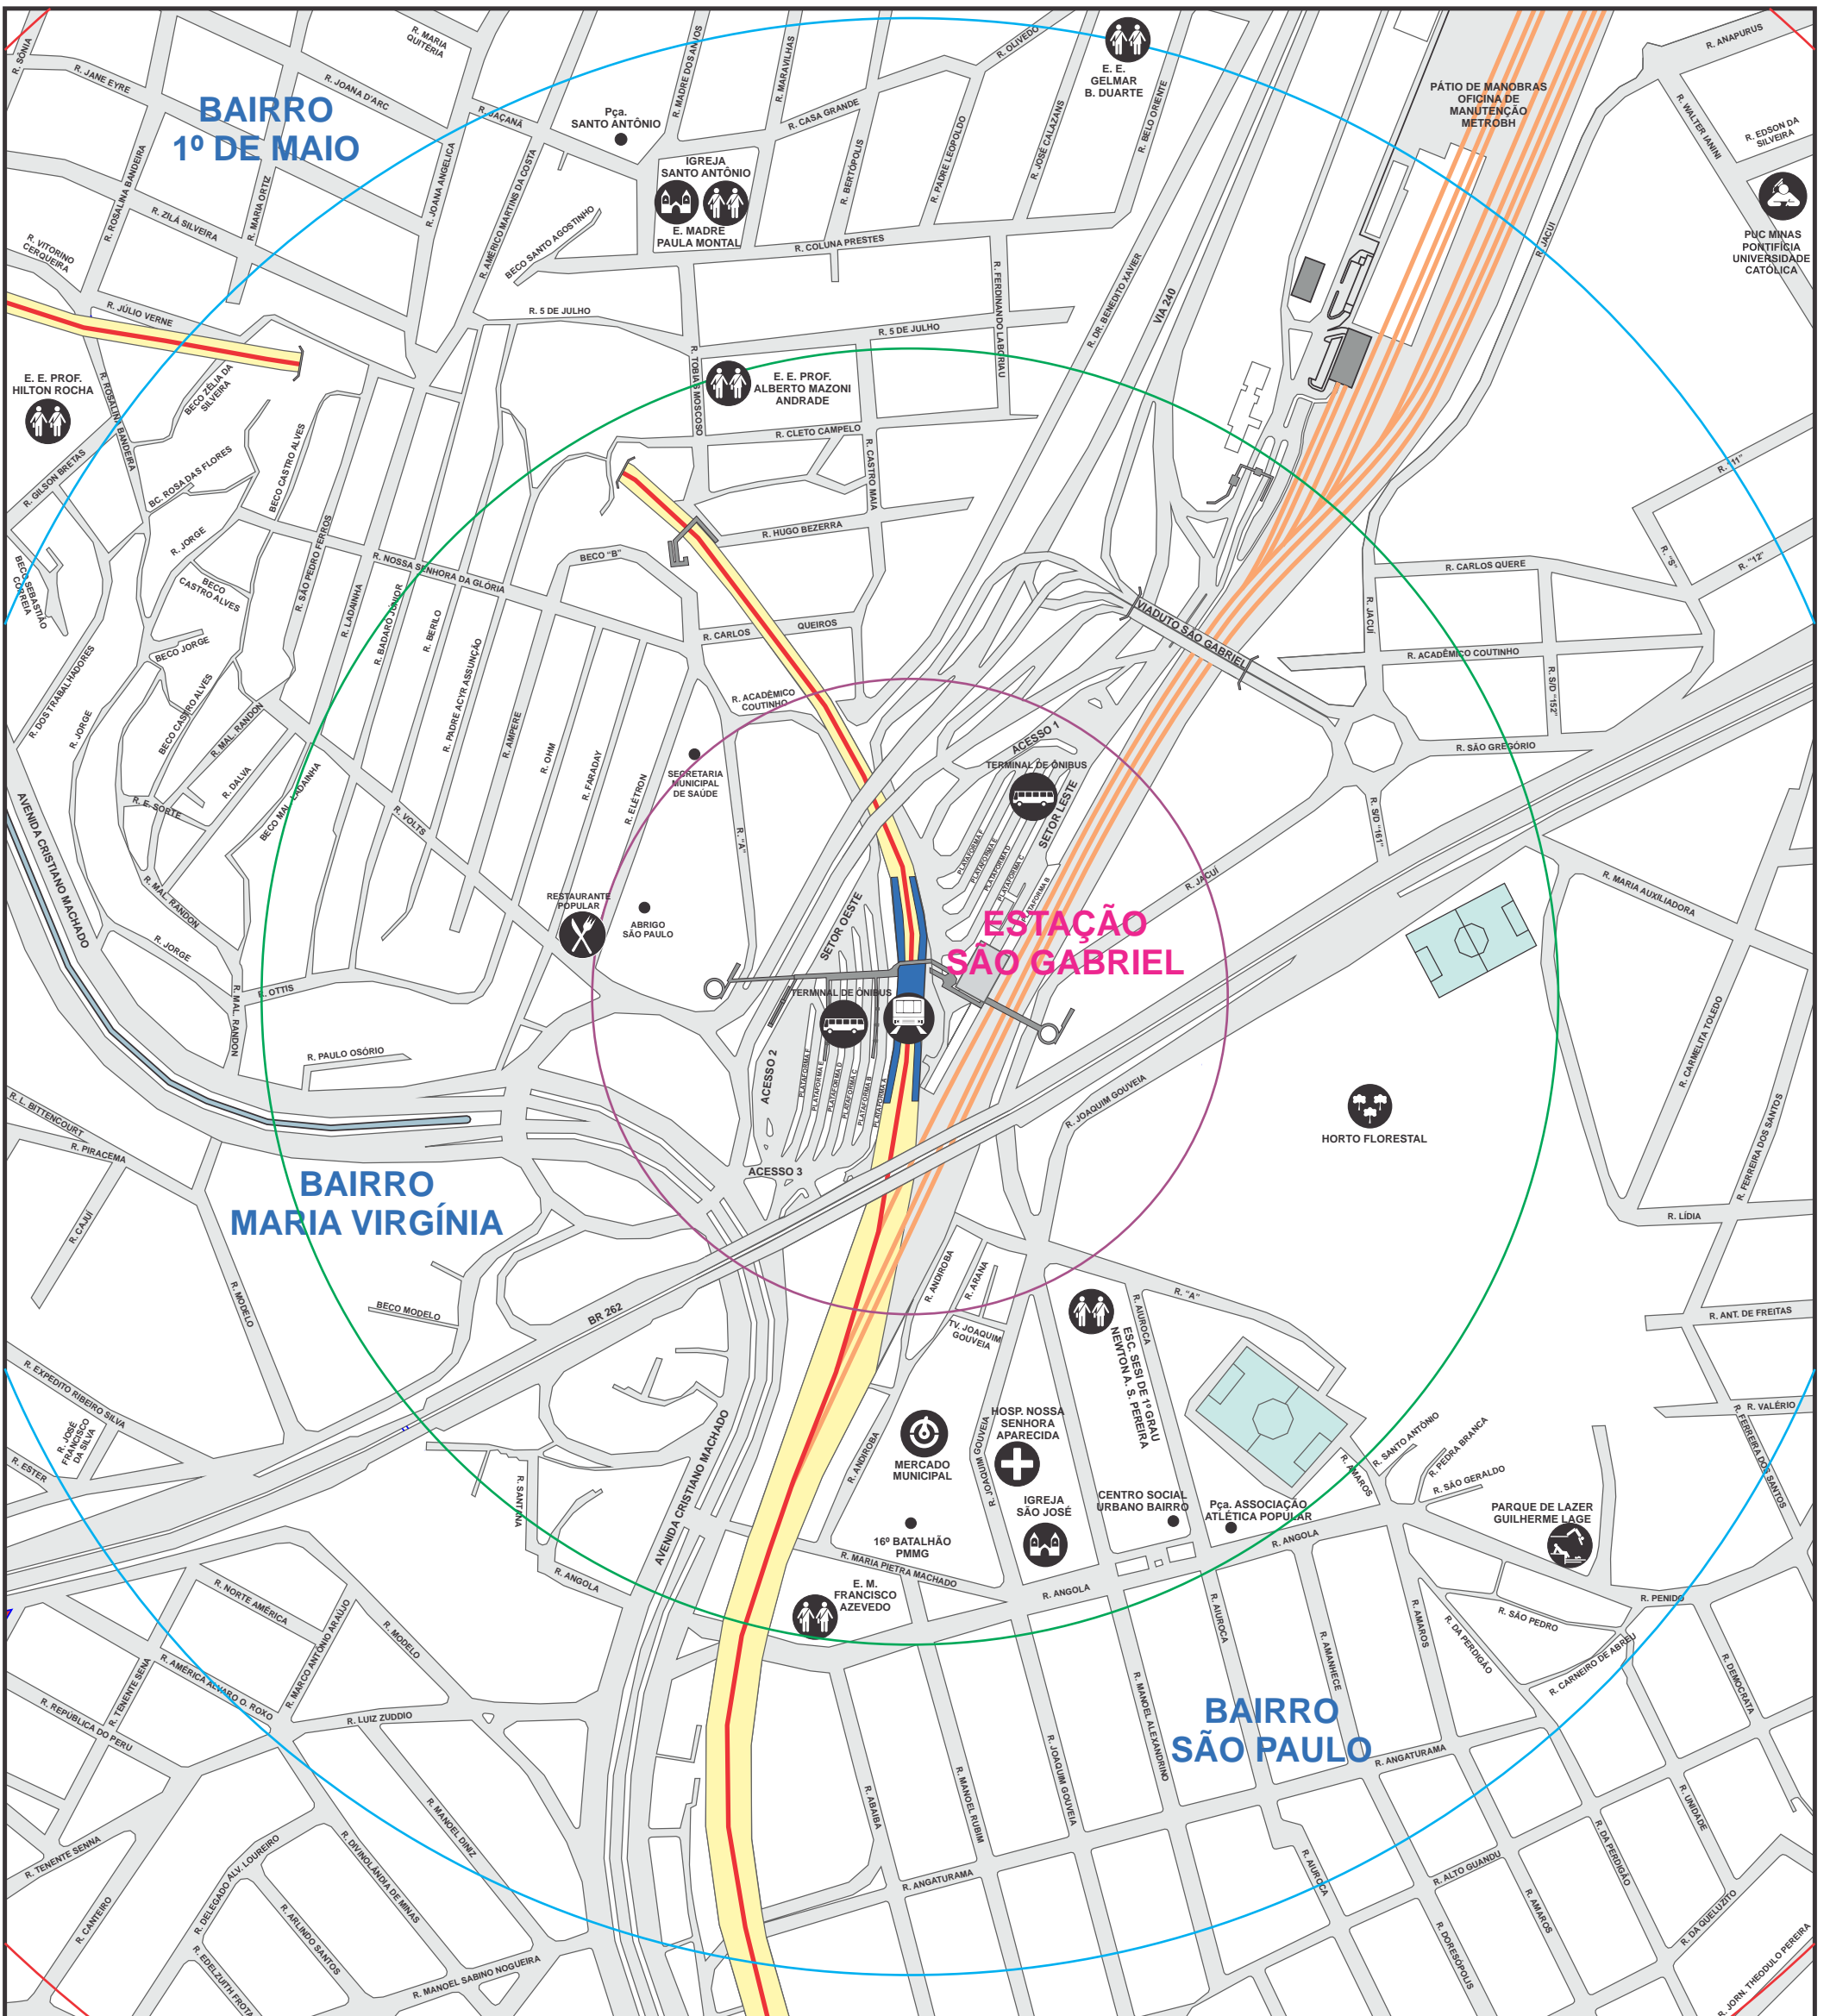 R. SÔNIA
R. MARIA
QUITÉRIA
R. JANE EYRE
R. JOANA D'ARC
BAIRRO
1º DE MAIO
R. JAÇANÃ
Pça.
SANTO ANTÔNIO
R. MADRE DOS ANJOS
R. MARAVILHAS
R. CASA GRANDE
R. OLIVEDO
E. E.
GELMAR
B. DUARTE
PÁTIO DE MANOBRAS
OFICINA DE
MANUTENÇÃO
METROBH
R. ANAPURUS
R. WALTER IANINI
R. EDSON DA
SILVEIRA
PUC MINAS
PONTIFÍCIA
UNIVERSIDADE
CATÓLICA
R. ROSALINA BANDEIRA
R. MARIA ORTIZ
R. ZILÁ SILVEIRA
R. JOANA ANGELICA
R. AMÉRICO MARTINS DA COSTA
BECO SANTO AGOSTINHO
IGREJA
SANTO ANTÔNIO
E. MADRE
PAULA MONTAL
R. BERTÓPOLIS
R. PADRE LEOPOLDO
R. JOSÉ CALAZANS
R. BELO ORIENTE
R. COLUNA PRESTES
R. VITORINO
CERQUEIRA
R. JÚLIO VERNE
R. 5 DE JULHO
R. 5 DE JULHO
R. FERDINANDO LABORIAU
R. DR. BENEDITO XAVIER
VIA 240
R. JACUI
E. E. PROF.
HILTON ROCHA
R. ROSALINA BANDEIRA
BECO ZÉLIA DA
SILVEIRA
R. TOBIAS MOSCOSO
E. E. PROF.
ALBERTO MAZONI
ANDRADE
R. CLETO CAMPELO
R. CASTRO MAIA
R. HUGO BEZERRA
R. GILSON BRETAS
BC. ROSA DAS FLORES
BECO CASTRO ALVES
R. JORGE
BECO
CASTRO ALVES
BECO SEBASTIÃO
CORREIA
R. SÃO PEDRO FERROS
R. NOSSA SENHORA DA GLÓRIA
BECO "B"
R. LADAINHA
R. BADARÓ JÚNIOR
R. BERILO
R. PADRE ACYR ASSUNÇÃO
R. AMPERE
R. OHM
R. FARADAY
R. ELÉTRON
R. CARLOS
QUEIROS
R. ACADÊMICO
COUTINHO
VIADUTO SÃO GABRIEL
R. "11"
R. "S"
R. "12"
R. CARLOS QUERE
R. JACUÍ
R. ACADÊMICO COUTINHO
R. S/D "152"
R. SÃO GREGÓRIO
R. S/D "161"
R. DOS TRABALHADORES
R. JORGE
BECO JORGE
BECO CASTRO ALVES
R. MAL. RANDON
R. DALVA
R. E. SORTE
BECO MAL. LADAINHA
R. VOLTS
R. MAL. RANDON
R. JORGE
R. MAL. RANDON
R. OTTIS
R. PAULO OSÓRIO
AVENIDA CRISTIANO MACHADO
SECRETARIA
MUNICIPAL
DE SAÚDE
R. "A"
RESTAURANTE
POPULAR
ABRIGO
SÃO PAULO
ACESSO 1
TERMINAL DE ÔNIBUS
SETOR LESTE
PLATAFORMA F
PLATAFORMA E
PLATAFORMA D
PLATAFORMA C
PLATAFORMA B
ESTAÇÃO
SÃO GABRIEL
SETOR OESTE
TERMINAL DE ÔNIBUS
ACESSO 2
PLATAFORMA F
PLATAFORMA E
PLATAFORMA D
PLATAFORMA C
PLATAFORMA B
PLATAFORMA A
ACESSO 3
R. JACUÍ
R. JOAQUIM GOUVEIA
R. MARIA AUXILIADORA
R. CARMELITA TOLEDO
HORTO FLORESTAL
R. FERREIRA DOS SANTOS
R. LÍDIA
R. ANT. DE FREITAS
R. VALÉRIO
R. FERREIRA DOS SANTOS
R. L. BITTENCOURT
R. PIRACEMA
R. CAJUÍ
BAIRRO
MARIA VIRGÍNIA
R. MODELO
BECO MODELO
BR 262
R. ANDIROBA
R. ARANA
TV. JOAQUIM
GOUVEIA
R. "A"
R. AIUROCA
ESC. SESI DE 1º GRAU
NEWTON A. S. PEREIRA
R. EXPEDITO RIBEIRO SILVA
R. JOSÉ
FRANCISCO
DA SILVA
R. ESTER
R. SANTANA
AVENIDA CRISTIANO MACHADO
R. ANDIROBA
MERCADO
MUNICIPAL
R. JOAQUIM GOUVEIA
HOSP. NOSSA
SENHORA
APARECIDA
IGREJA
SÃO JOSÉ
CENTRO SOCIAL
URBANO BAIRRO
Pça. ASSOCIAÇÃO
ATLÉTICA POPULAR
R. AMAROS
R. SANTO ANTÔNIO
R. PEDRA BRANCA
R. SÃO GERALDO
PARQUE DE LAZER
GUILHERME LAGE
16º BATALHÃO
PMMG
R. MARIA PIETRA MACHADO
R. ANGOLA
R. ANGOLA
R. ANGOLA
E. M.
FRANCISCO
AZEVEDO
R. NORTE AMÉRICA
R. MARCO ANTÔNIO ARAÚJO
R. MODELO
R. AMÉRICA ALVARO O. ROXO
R. TENENTE SENA
R. REPÚBLICA DO PERU
R. LUIZ ZUDDIO
R. AIUROCA
R. AMANHECE
R. AMAROS
R. DA PERDIGÃO
R. SÃO PEDRO
R. PENIDO
R. CARNEIRO DE ABREU
R. DEMOCRATA
BAIRRO
SÃO PAULO
R. MANOEL ALEXANDRINO
R. JOAQUIM GOUVEIA
R. MANOEL RUBIM
R. ABAIBA
R. ANGATURAMA
R. ANGATURAMA
R. UNIDADE
R. DA PERDIGÃO
R. ALTO GUANDU
R. AIUROCA
R. AMAROS
R. DORESÓPOLIS
R. DA QUELUZITO
R. JORN. THEODULO PEREIRA
R. TENENTE SENNA
R. CANTEIRO
R. DELEGADO ALV. LOUREIRO
R. DIVINOLÂNDIA DE MINAS
R. MANOEL DINIZ
R. ARLINDO SANTOS
R. EDELZUITH FROTA
R. MANOEL SABINO NOGUEIRA